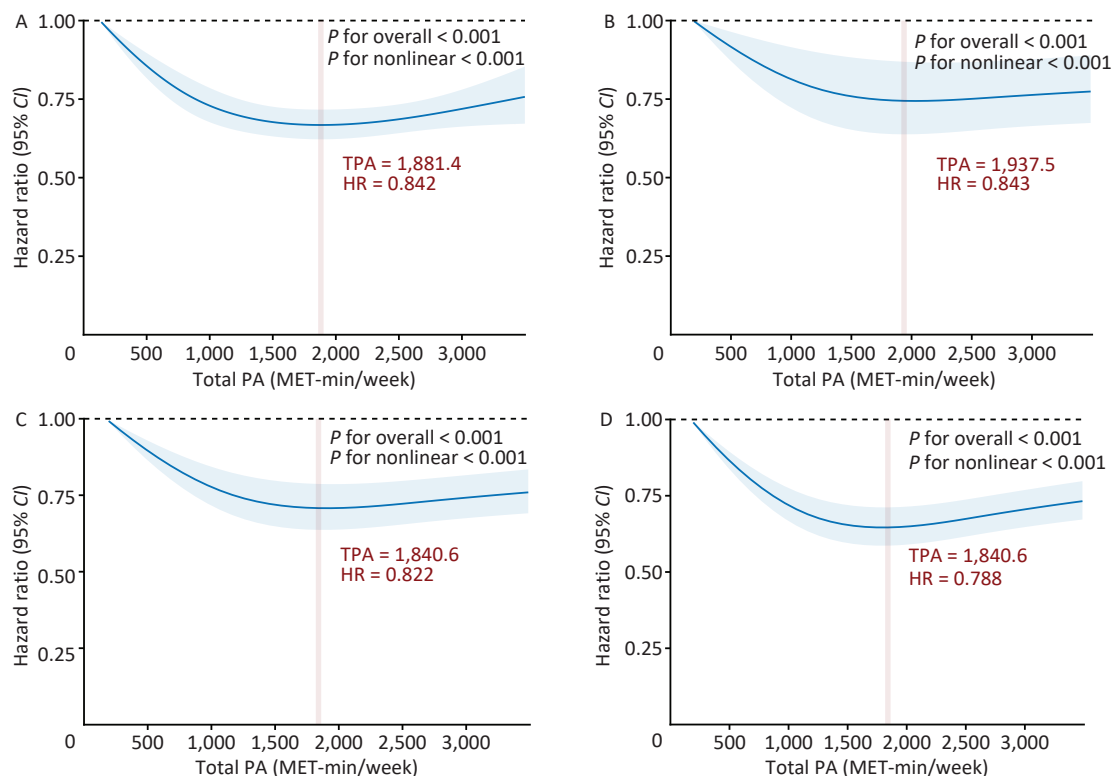 A
Hazard ratio (95% CI)
1.00
0.75
0.50
0.25
0
P for overall < 0.001
P for nonlinear < 0.001
TPA = 1,881.4
HR = 0.842
500 1,000 1,500 2,000 2,500 3,000
Total PA (MET-min/week)
B
Hazard ratio (95% CI)
1.00
0.75
0.50
0.25
0
P for overall < 0.001
P for nonlinear < 0.001
TPA = 1,937.5
HR = 0.843
500 1,000 1,500 2,000 2,500 3,000
Total PA (MET-min/week)
C
Hazard ratio (95% CI)
1.00
0.75
0.50
0.25
0
P for overall < 0.001
P for nonlinear < 0.001
TPA = 1,840.6
HR = 0.822
500 1,000 1,500 2,000 2,500 3,000
Total PA (MET-min/week)
D
Hazard ratio (95% CI)
1.00
0.75
0.50
0.25
0
P for overall < 0.001
P for nonlinear < 0.001
TPA = 1,840.6
HR = 0.788
500 1,000 1,500 2,000 2,500 3,000
Total PA (MET-min/week)